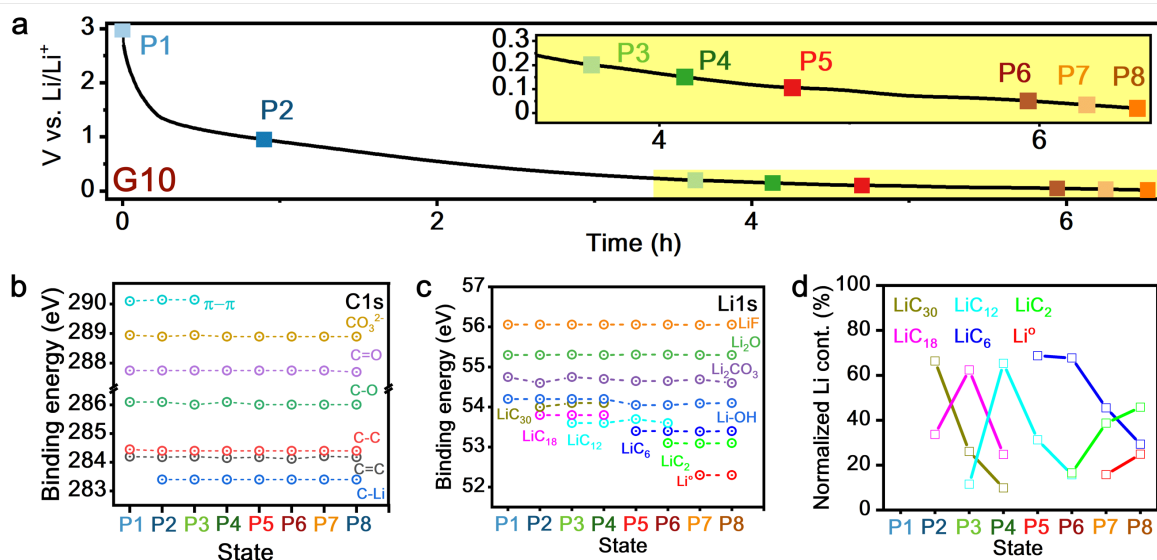 a
V vs. Li/Li⁺
3
2
1
0
P1
P2
G10
0
2
4
6
Time (h)
0.3
0.2
0.1
0
P3
P4
P5
P6
P7
P8
4
6
b
Binding energy (eV)
290
289
288
286
285
284
283
C1s
π–π
CO₃²⁻
C=O
C-O
C-C
C=C
C-Li
P1 P2 P3 P4 P5 P6 P7 P8
State
c
Binding energy (eV)
57
56
55
54
53
52
Li1s
LiF
Li₂O
Li₂CO₃
Li-OH
LiC₃₀
LiC₁₈
LiC₁₂
LiC₆
LiC₂
Li°
P1 P2 P3 P4 P5 P6 P7 P8
State
d
Normalized Li cont. (%)
100
80
60
40
20
0
LiC₃₀ LiC₁₂ LiC₂
LiC₁₈ LiC₆ Li°
P1 P2 P3 P4 P5 P6 P7 P8
State